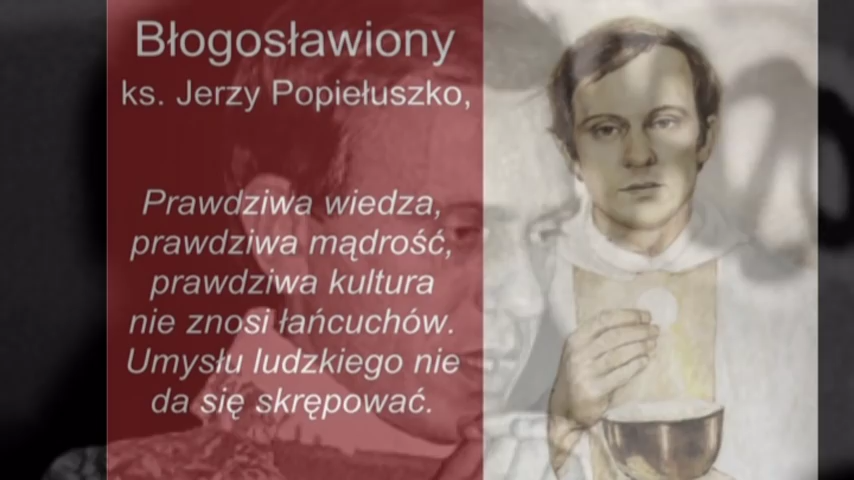 Błogosławiony
ks. Jerzy Popiełuszko,
Prawdziwa wiedza,
prawdziwa mądrość,
prawdziwa kultura
nie znosi łańcuchów.
Umysłu ludzkiego nie
da się skrępować.